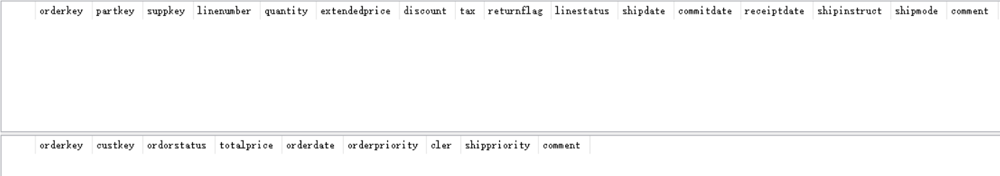 orderkey partkey suppkey linenumber quantity extendedprice discount tax returnflag linestatus shipdate commitdate receiptdate shipinstruct shipmode comment
orderkey custkey ordorstatus totalprice orderdate orderpriority cler shippriority comment